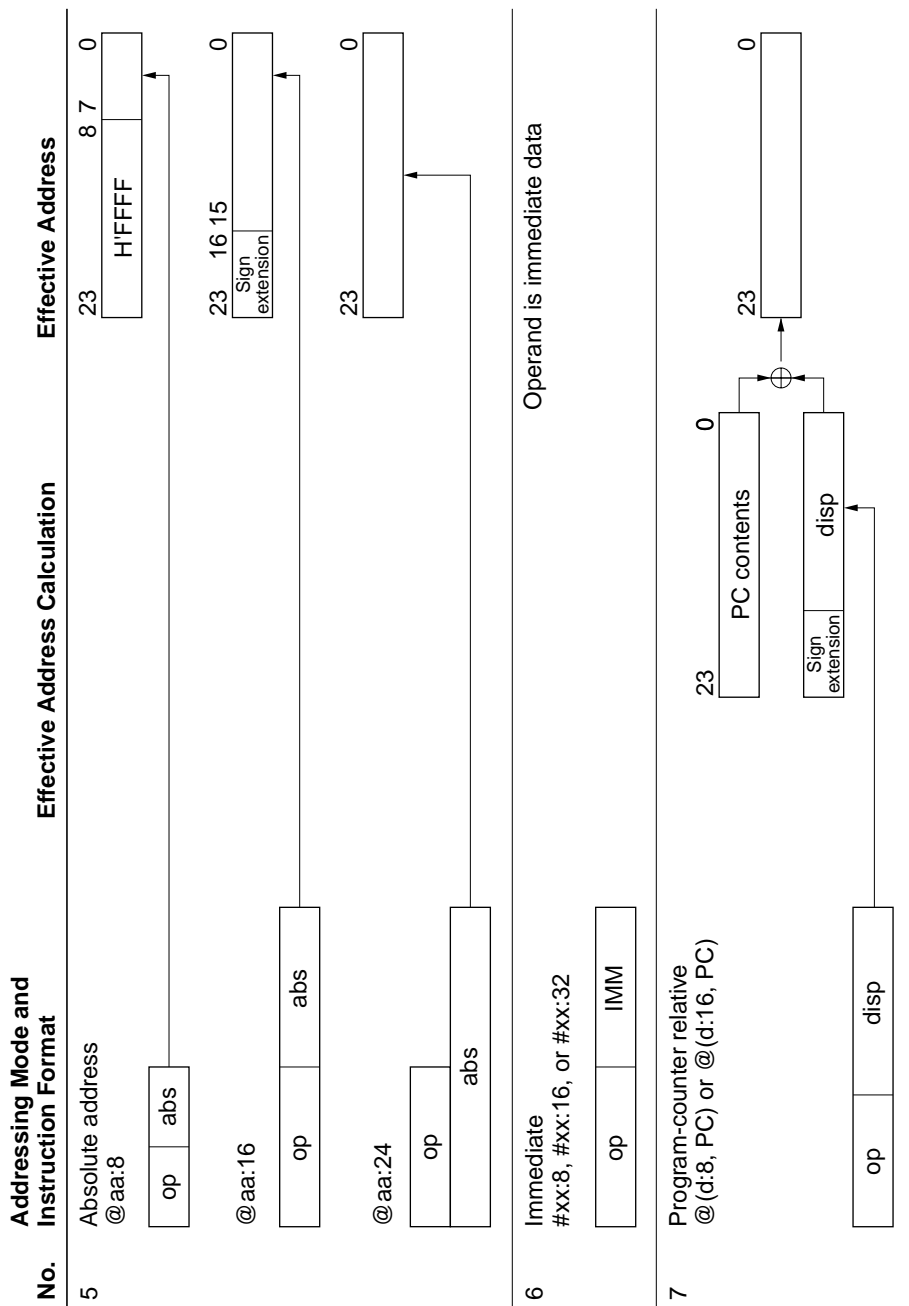 No.
Addressing Mode and
Instruction Format
Effective Address Calculation
Effective Address
5
Absolute address
@aa:8
op
abs
23
8 7
0
H'FFFF
@aa:16
op
abs
23
16 15
0
Sign
extension
@aa:24
op
abs
23
0
6
Immediate
#xx:8, #xx:16, or #xx:32
op
IMM
Operand is immediate data
7
Program-counter relative
@(d:8, PC) or @(d:16, PC)
op
disp
23
0
PC contents
Sign
extension
disp
23
0